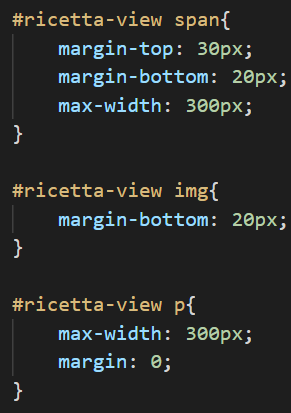 #ricetta-view span{
    margin-top: 30px;
    margin-bottom: 20px;
    max-width: 300px;
}

#ricetta-view img{
    margin-bottom: 20px;
}

#ricetta-view p{
    max-width: 300px;
    margin: 0;
}